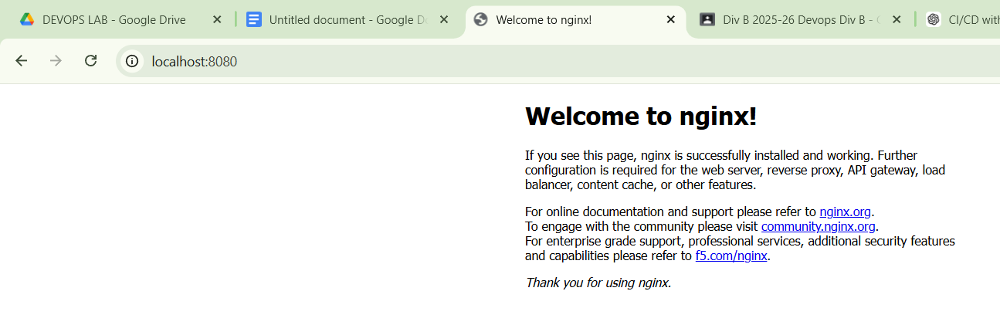 DEVOPS LAB - Google Drive
Untitled document - Google Do
Welcome to nginx!
Div B 2025-26 Devops Div B - C
CI/CD with
localhost:8080
Welcome to nginx!
If you see this page, nginx is successfully installed and working. Further
configuration is required for the web server, reverse proxy, API gateway, load
balancer, content cache, or other features.
For online documentation and support please refer to nginx.org.
To engage with the community please visit community.nginx.org.
For enterprise grade support, professional services, additional security features
and capabilities please refer to f5.com/nginx.
Thank you for using nginx.